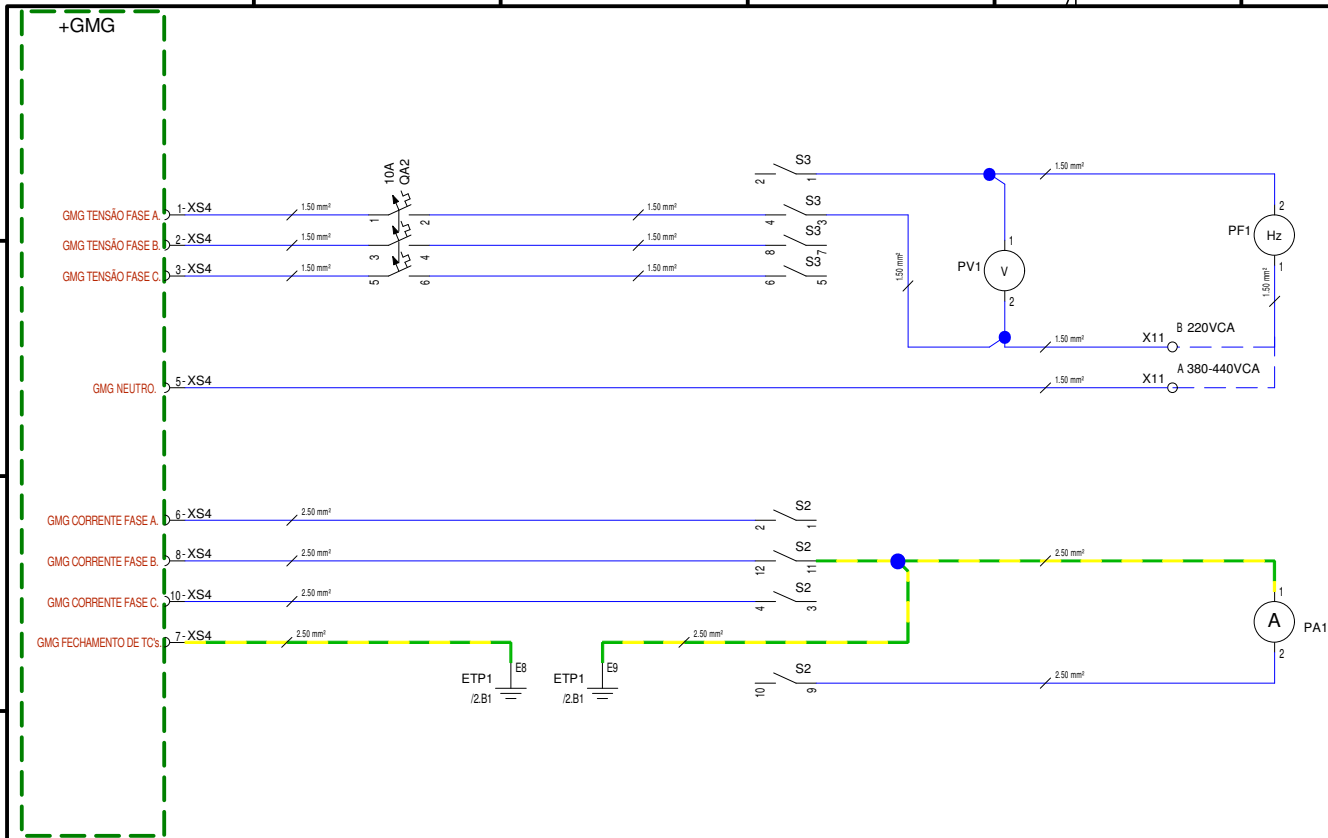 +GMG
10A
QA2
S3
2
1
1.50 mm²
GMG TENSÃO FASE A.
1-XS4
1.50 mm²
1
2
1.50 mm²
4
S3
3
2
PF1
Hz
1
GMG TENSÃO FASE B.
2-XS4
1.50 mm²
3
4
1.50 mm²
8
S3
7
GMG TENSÃO FASE C.
3-XS4
1.50 mm²
5
6
1.50 mm²
6
S3
5
1.50 mm²
1
PV1
V
2
1.50 mm²
1.50 mm²
X11
B 220VCA
GMG NEUTRO.
5-XS4
1.50 mm²
X11
A 380-440VCA
GMG CORRENTE FASE A.
6-XS4
2.50 mm²
2
S2
1
GMG CORRENTE FASE B.
8-XS4
2.50 mm²
12
S2
11
2.50 mm²
GMG CORRENTE FASE C.
10-XS4
2.50 mm²
4
S2
3
1
A
PA1
2
GMG FECHAMENTO DE TC's.
7-XS4
2.50 mm²
2.50 mm²
ETP1
E8
/2.B1
ETP1
E9
/2.B1
10
S2
9
2.50 mm²